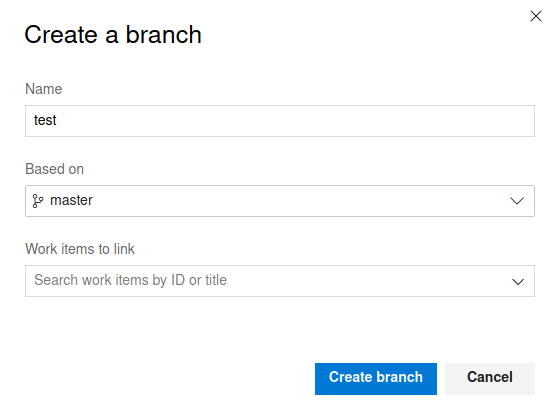 Create a branch
Name
test
Based on
master
Work items to link
Search work items by ID or title
Create branch
Cancel